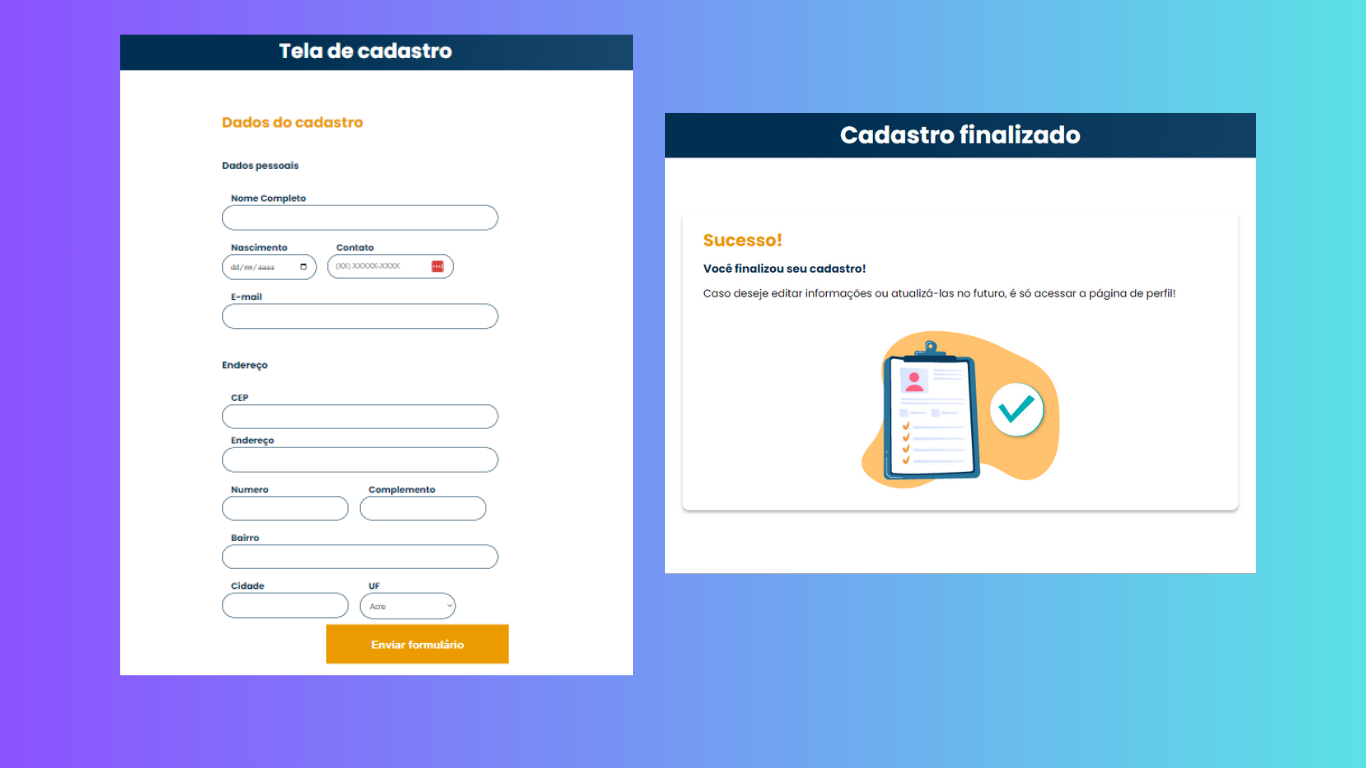 Tela de cadastro
Dados do cadastro
Dados pessoais
Nome Completo
Nascimento Contato
dd/mm/aaaa (XX) XXXXX-XXXX
E-mail
Endereço
CEP
Endereço
Numero Complemento
Bairro
Cidade UF
Acre
Enviar formulário
Cadastro finalizado
Sucesso!
Você finalizou seu cadastro!
Caso deseje editar informações ou atualizá-las no futuro, é só acessar a página de perfil!